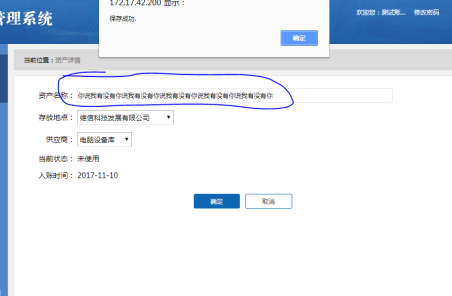 172.17.42.200 显示：
管理系统
欢迎您：测试账... 修改密码
保存成功.
确定
当前位置：资产详情
资产名称：你说我有没有你说我有没有你说我有没有你说我有没有你说我有没有你
存放地点：维信科技发展有限公司
供应商：电脑设备库
当前状态：未使用
入账时间：2017-11-10
确定 取消